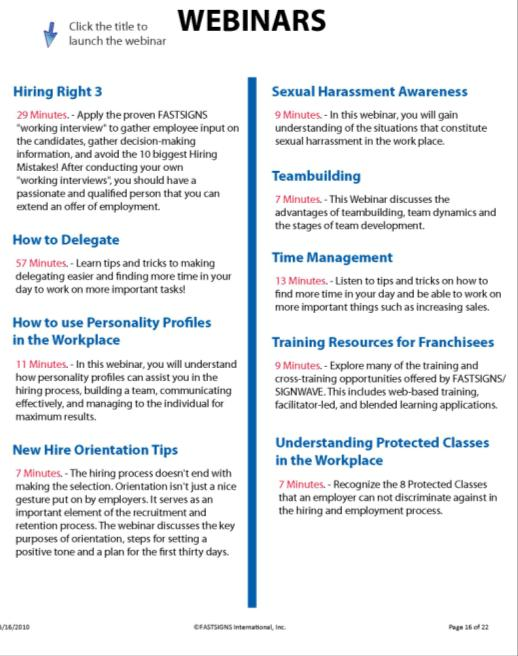 Click the title to
launch the webinar
WEBINARS
Hiring Right 3
29 Minutes. - Apply the proven FASTSIGNS
"working interview" to gather employee input on
the candidates, gather decision-making
information, and avoid the 10 biggest Hiring
Mistakes! After conducting your own
"working interviews", you should have a
passionate and qualified person that you can
extend an offer of employment.
How to Delegate
57 Minutes. - Learn tips and tricks to making
delegating easier and finding more time in your
day to work on more important tasks!
How to use Personality Profiles
in the Workplace
11 Minutes. - In this webinar, you will understand
how personality profiles can assist you in the
hiring process, building a team, communicating
effectively, and managing to the individual for
maximum results.
New Hire Orientation Tips
7 Minutes. - The hiring process doesn't end with
making the selection. Orientation isn't just a nice
gesture put on by employers. It serves as an
important element of the recruitment and
retention process. The webinar discusses the key
purposes of orientation, steps for setting a
positive tone and a plan for the first thirty days.
Sexual Harassment Awareness
9 Minutes. - In this webinar, you will gain
understanding of the situations that constitute
sexual harrassment in the work place.
Teambuilding
7 Minutes. - This Webinar discusses the
advantages of teambuilding, team dynamics and
the stages of team development.
Time Management
13 Minutes. - Listen to tips and tricks on how to
find more time in your day and be able to work on
more important things such as increasing sales.
Training Resources for Franchisees
9 Minutes. - Explore many of the training and
cross-training opportunities offered by FASTSIGNS/
SIGNWAVE. This includes web-based training,
facilitator-led, and blended learning applications.
Understanding Protected Classes
in the Workplace
7 Minutes. - Recognize the 8 Protected Classes
that an employer can not discriminate against in
the hiring and employment process.
/16/2010
©FASTSIGNS International, Inc.
Page 16 of 22